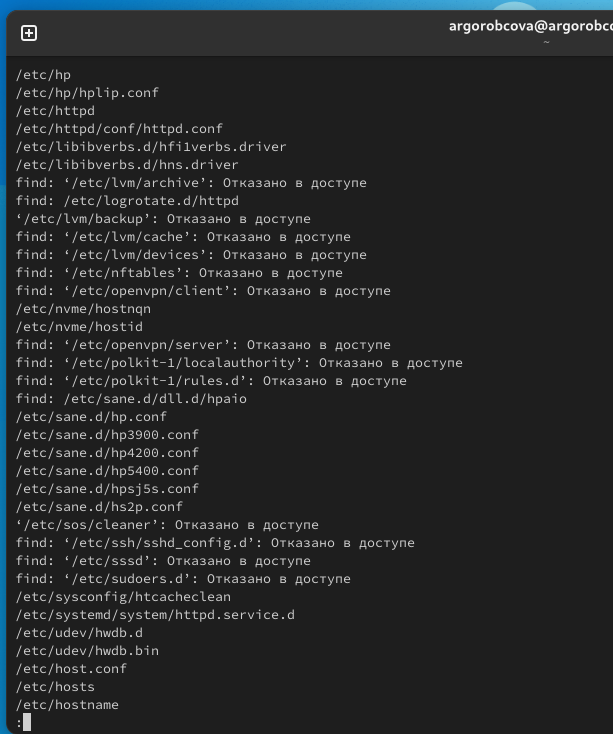 argorobcova@argorobco
~
/etc/hp
/etc/hp/hplip.conf
/etc/httpd
/etc/httpd/conf/httpd.conf
/etc/libibverbs.d/hfi1verbs.driver
/etc/libibverbs.d/hns.driver
find: ‘/etc/lvm/archive’: Отказано в доступе
find: /etc/logrotate.d/httpd
‘/etc/lvm/backup’: Отказано в доступе
find: ‘/etc/lvm/cache’: Отказано в доступе
find: ‘/etc/lvm/devices’: Отказано в доступе
find: ‘/etc/nftables’: Отказано в доступе
find: ‘/etc/openvpn/client’: Отказано в доступе
/etc/nvme/hostnqn
/etc/nvme/hostid
find: ‘/etc/openvpn/server’: Отказано в доступе
find: ‘/etc/polkit-1/localauthority’: Отказано в доступе
find: ‘/etc/polkit-1/rules.d’: Отказано в доступе
find: /etc/sane.d/dll.d/hpaio
/etc/sane.d/hp.conf
/etc/sane.d/hp3900.conf
/etc/sane.d/hp4200.conf
/etc/sane.d/hp5400.conf
/etc/sane.d/hpsj5s.conf
/etc/sane.d/hs2p.conf
‘/etc/sos/cleaner’: Отказано в доступе
find: ‘/etc/ssh/sshd_config.d’: Отказано в доступе
find: ‘/etc/sssd’: Отказано в доступе
find: ‘/etc/sudoers.d’: Отказано в доступе
/etc/sysconfig/htcacheclean
/etc/systemd/system/httpd.service.d
/etc/udev/hwdb.d
/etc/udev/hwdb.bin
/etc/host.conf
/etc/hosts
/etc/hostname
: